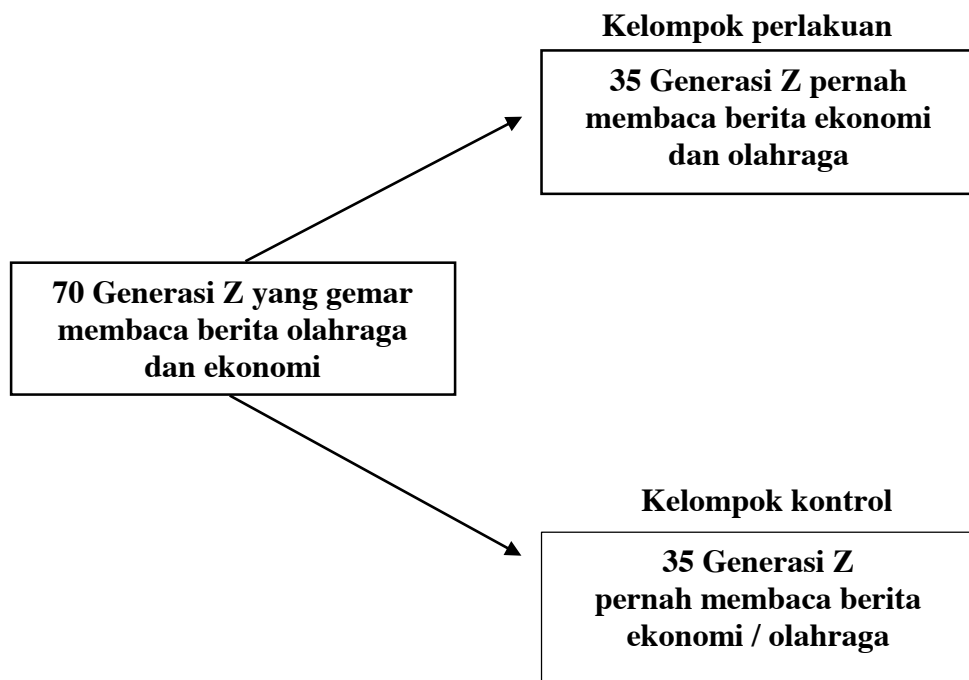 Kelompok perlakuan
35 Generasi Z pernah
membaca berita ekonomi
dan olahraga
70 Generasi Z yang gemar
membaca berita olahraga
dan ekonomi
Kelompok kontrol
35 Generasi Z
pernah membaca berita
ekonomi / olahraga